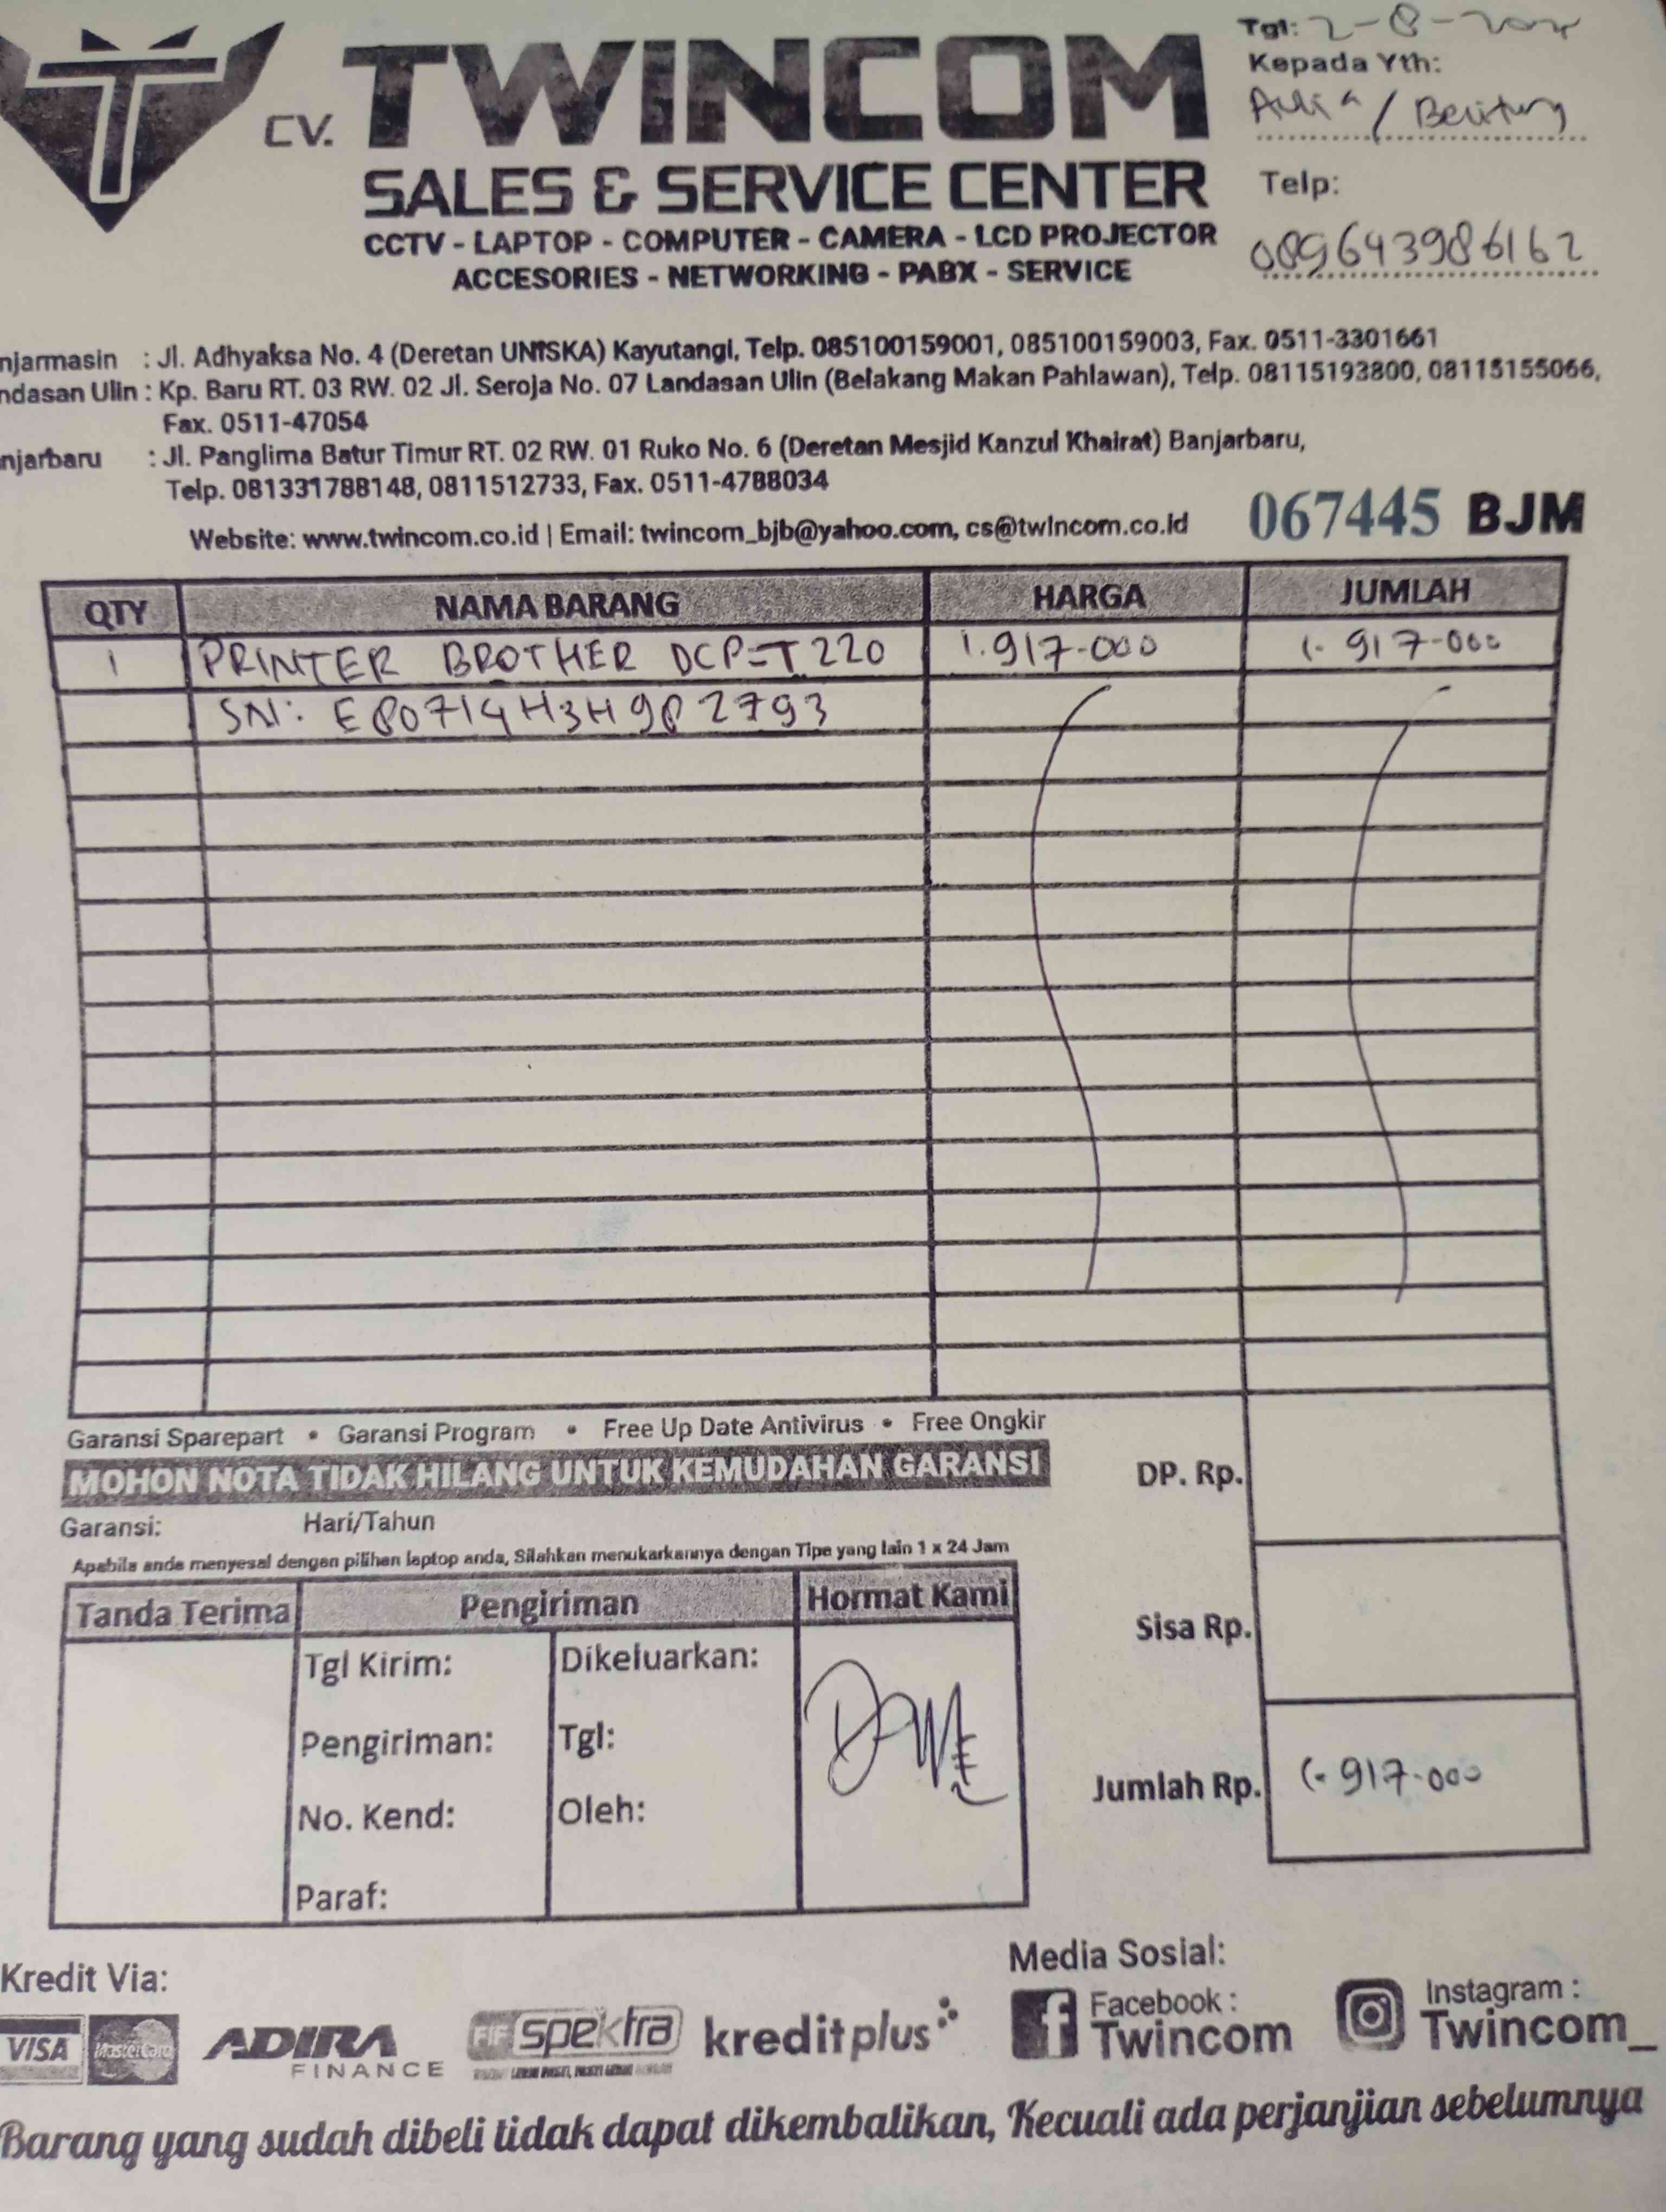 CV. TWINCOM
SALES & SERVICE CENTER
CCTV - LAPTOP - COMPUTER - CAMERA - LCD PROJECTOR
ACCESORIES - NETWORKING - PABX - SERVICE
Tgl: 2-8-
Kepada Yth:
/ Belitung
Telp:
089643986162
njarmasin : Jl. Adhyaksa No. 4 (Deretan UNISKA) Kayutangi, Telp. 085100159001, 085100159003, Fax. 0511-3301661
ndasan Ulin : Kp. Baru RT. 03 RW. 02 Jl. Seroja No. 07 Landasan Ulin (Belakang Makan Pahlawan), Telp. 08115193800, 08115155066,
Fax. 0511-47054
njarbaru : Jl. Panglima Batur Timur RT. 02 RW. 01 Ruko No. 6 (Deretan Mesjid Kanzul Khairat) Banjarbaru,
Telp. 081331788148, 0811512733, Fax. 0511-4788034
Website: www.twincom.co.id | Email: twincom_bjb@yahoo.com, cs@twincom.co.id
067445 BJM
QTY NAMA BARANG HARGA JUMLAH
1 PRINTER BROTHER DCP-T220 1.917-000 1.917-000
SN:
Garansi Sparepart • Garansi Program • Free Up Date Antivirus • Free Ongkir
MOHON NOTA TIDAK HILANG UNTUK KEMUDAHAN GARANSI
Garansi: Hari/Tahun
Apabila anda menyesal dengan pilihan laptop anda, Silahkan menukarkannya dengan Tipe yang lain 1 x 24 Jam
DP. Rp.
Sisa Rp.
Jumlah Rp. 1.917-000
Tanda Terima Pengiriman Hormat Kami
Tgl Kirim: Dikeluarkan:
Pengiriman: Tgl:
No. Kend: Oleh:
Paraf:
Kredit Via:
VISA MasterCard ADIRA FINANCE FIF spektra kreditplus
Media Sosial:
Facebook :
Twincom
Instagram :
Twincom_
Barang yang sudah dibeli tidak dapat dikembalikan, Kecuali ada perjanjian sebelumnya